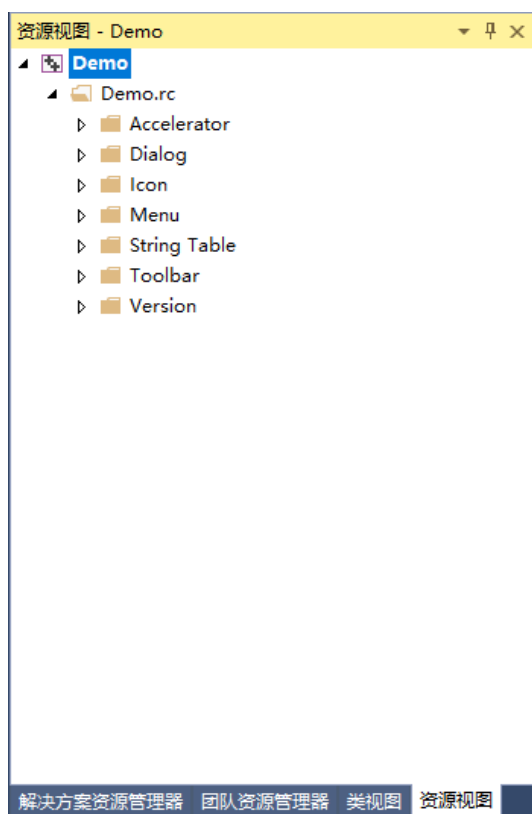 资源视图 - Demo
Demo
Demo.rc
Accelerator
Dialog
Icon
Menu
String Table
Toolbar
Version
解决方案资源管理器 团队资源管理器 类视图 资源视图